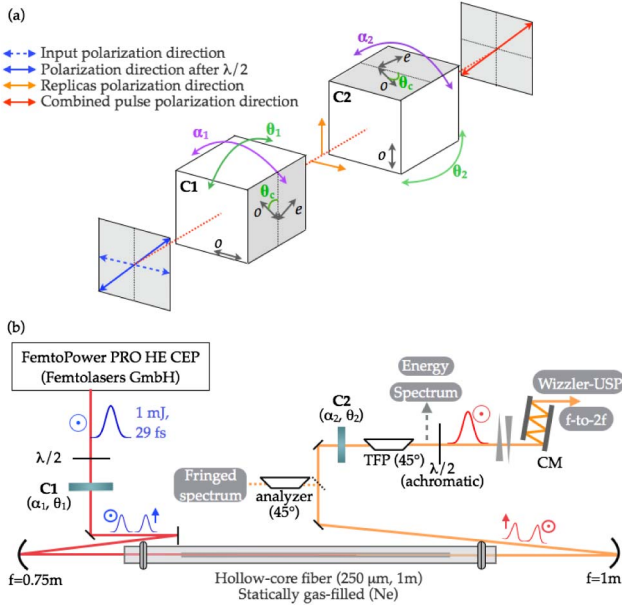 (a)
Input polarization direction
Polarization direction after λ/2
Replicas polarization direction
Combined pulse polarization direction
α₂
e
o
θc
C2
o
θ₂
α₁
θ₁
C1
θc
o
e
o
(b)
FemtoPower PRO HE CEP
(Femtolasers GmbH)
1 mJ,
29 fs
λ/2
C1
(α₁, θ₁)
Energy
Spectrum
Wizzler-USP
f-to-2f
C2
(α₂, θ₂)
TFP (45°)
λ/2
(achromatic)
CM
Fringed
spectrum
analyzer
(45°)
f=0.75m
f=1m
Hollow-core fiber (250 μm, 1m)
Statically gas-filled (Ne)